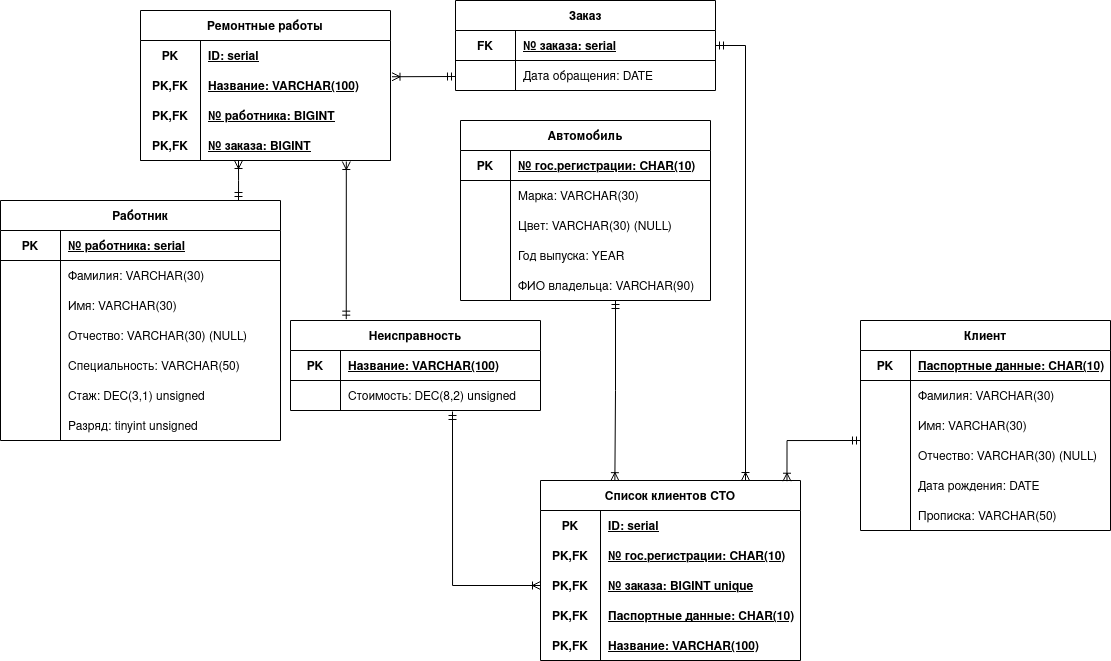 Ремонтные работы
PK ID: serial
PK,FK Название: VARCHAR(100)
PK,FK № работника: BIGINT
PK,FK № заказа: BIGINT
Заказ
FK № заказа: serial
Дата обращения: DATE
Автомобиль
PK № гос.регистрации: CHAR(10)
Марка: VARCHAR(30)
Цвет: VARCHAR(30) (NULL)
Год выпуска: YEAR
ФИО владельца: VARCHAR(90)
Работник
PK № работника: serial
Фамилия: VARCHAR(30)
Имя: VARCHAR(30)
Отчество: VARCHAR(30) (NULL)
Специальность: VARCHAR(50)
Стаж: DEC(3,1) unsigned
Разряд: tinyint unsigned
Неисправность
PK Название: VARCHAR(100)
Стоимость: DEC(8,2) unsigned
Клиент
PK Паспортные данные: CHAR(10)
Фамилия: VARCHAR(30)
Имя: VARCHAR(30)
Отчество: VARCHAR(30) (NULL)
Дата рождения: DATE
Прописка: VARCHAR(50)
Список клиентов СТО
PK ID: serial
PK,FK № гос.регистрации: CHAR(10)
PK,FK № заказа: BIGINT unique
PK,FK Паспортные данные: CHAR(10)
PK,FK Название: VARCHAR(100)